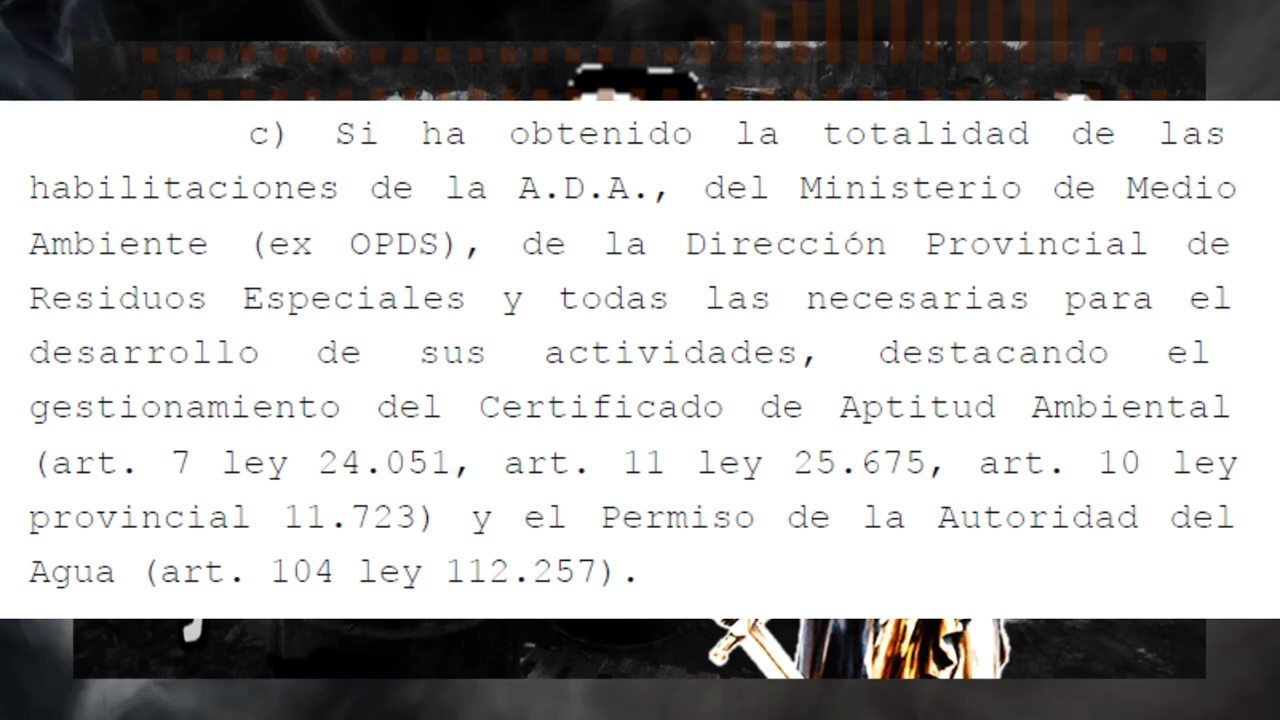 c) Si ha obtenido la totalidad de las
habilitaciones de la A.D.A., del Ministerio de Medio
Ambiente (ex OPDS), de la Dirección Provincial de
Residuos Especiales y todas las necesarias para el
desarrollo de sus actividades, destacando el
gestionamiento del Certificado de Aptitud Ambiental
(art. 7 ley 24.051, art. 11 ley 25.675, art. 10 ley
provincial 11.723) y el Permiso de la Autoridad del
Agua (art. 104 ley 112.257).